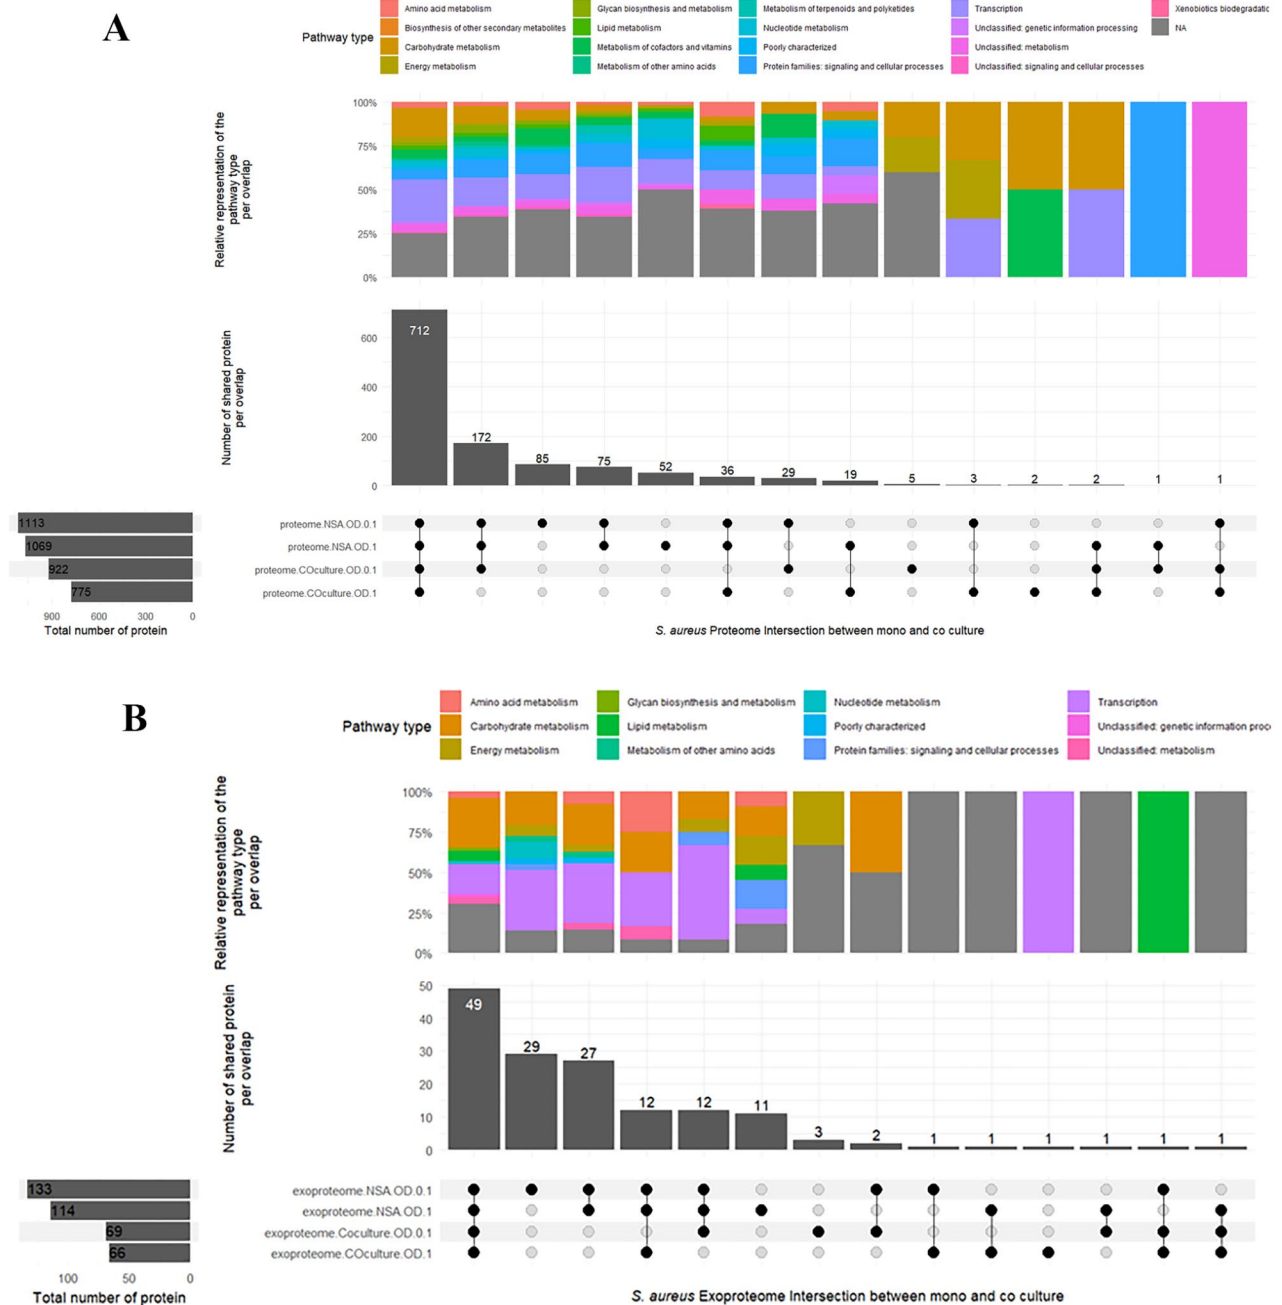 A
Pathway type
Amino acid metabolism
Biosynthesis of other secondary metabolites
Carbohydrate metabolism
Energy metabolism
Glycan biosynthesis and metabolism
Lipid metabolism
Metabolism of cofactors and vitamins
Metabolism of other amino acids
Metabolism of terpenoids and polyketides
Nucleotide metabolism
Poorly characterized
Protein families: signaling and cellular processes
Transcription
Unclassified: genetic information processing
Unclassified: metabolism
Unclassified: signaling and cellular processes
Xenobiotics biodegradatic
NA
Relative representation of the
pathway type
per overlap
100%
75%
50%
25%
0%
Number of shared protein
per overlap
600
400
200
0
712
172
85
75
52
36
29
19
5
3
2
2
1
1
1113
1069
922
775
900
600
300
0
Total number of protein
proteome.NSA.OD.0.1
proteome.NSA.OD.1
proteome.COculture.OD.0.1
proteome.COculture.OD.1
S. aureus Proteome Intersection between mono and co culture
B
Pathway type
Amino acid metabolism
Carbohydrate metabolism
Energy metabolism
Glycan biosynthesis and metabolism
Lipid metabolism
Metabolism of other amino acids
Nucleotide metabolism
Poorly characterized
Protein families: signaling and cellular processes
Transcription
Unclassified: genetic information proc
Unclassified: metabolism
Relative representation of the
pathway type
per overlap
100%
75%
50%
25%
0%
Number of shared protein
per overlap
50
40
30
20
10
0
49
29
27
12
12
11
3
2
1
1
1
1
1
1
133
114
69
66
100
50
0
Total number of protein
exoproteome.NSA.OD.0.1
exoproteome.NSA.OD.1
exoproteome.Coculture.OD.0.1
exoproteome.COculture.OD.1
S. aureus Exoproteome Intersection between mono and co culture